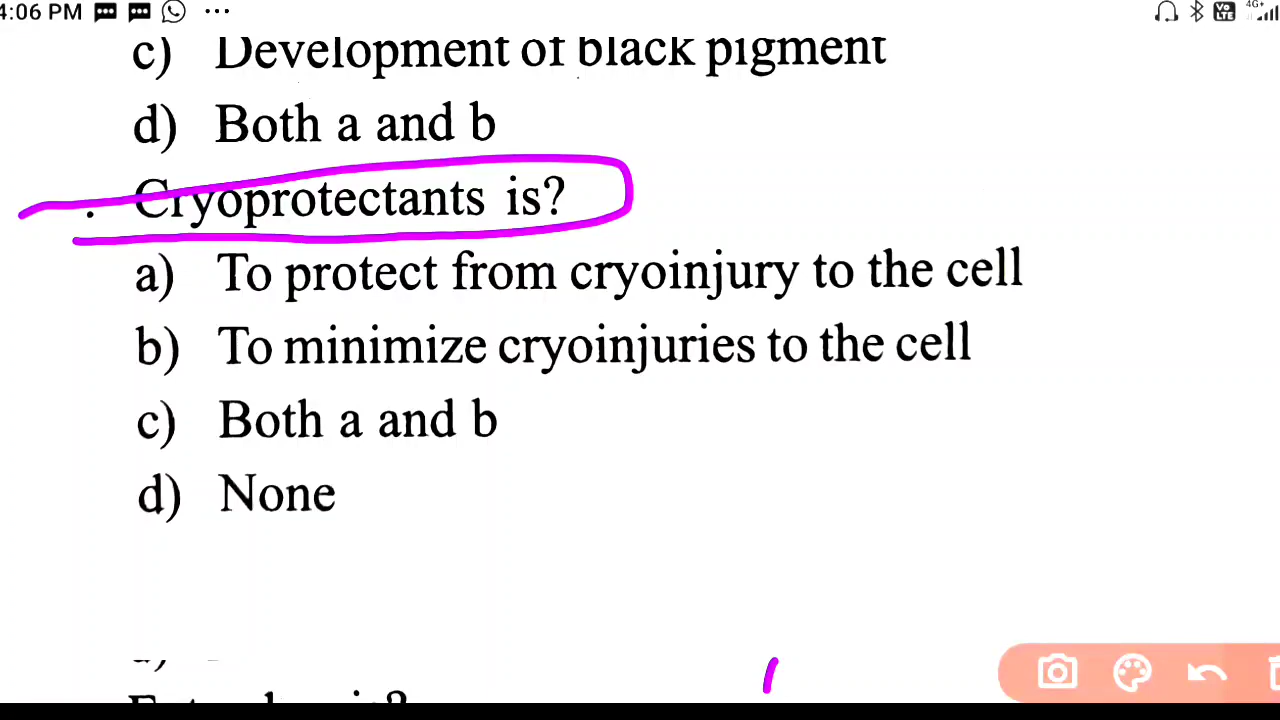 4:06 PM
c) Development of black pigment
d) Both a and b
. Cryoprotectants is?
a) To protect from cryoinjury to the cell
b) To minimize cryoinjuries to the cell
c) Both a and b
d) None
is?